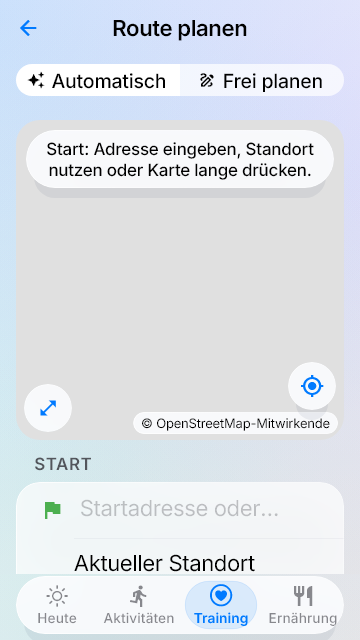 Route planen
Automatisch
Frei planen
Start: Adresse eingeben, Standort
nutzen oder Karte lange drücken.
© OpenStreetMap-Mitwirkende
START
Startadresse oder...
Aktueller Standort
Heute
Aktivitäten
Training
Ernährung